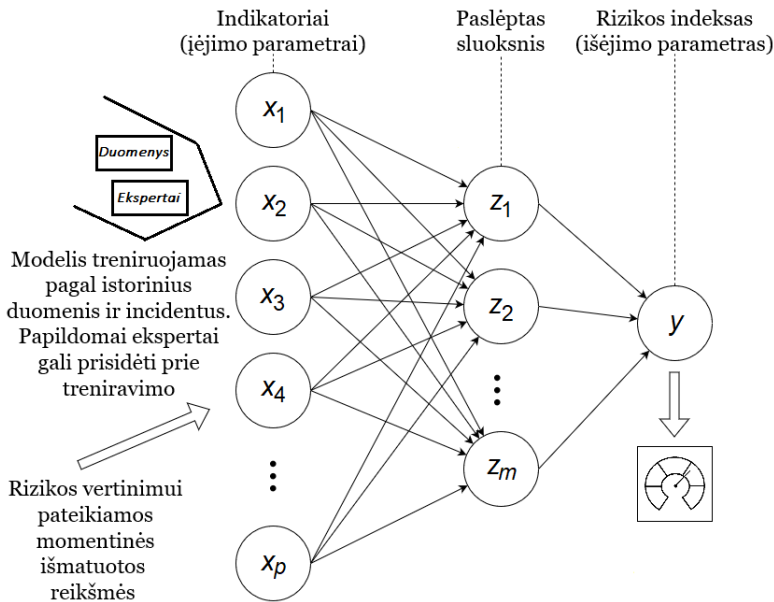 Indikatoriai
(įėjimo parametrai)
Paslėptas
sluoksnis
Rizikos indeksas
(išėjimo parametras)
Duomenys
Ekspertai
Modelis treniruojamas
pagal istorinius
duomenis ir incidentus.
Papildomai ekspertai
gali prisidėti prie
treniravimo
Rizikos vertinimui
pateikiamos
momentinės
išmatuotos
reikšmės
x1
x2
x3
x4
xp
z1
z2
zm
y